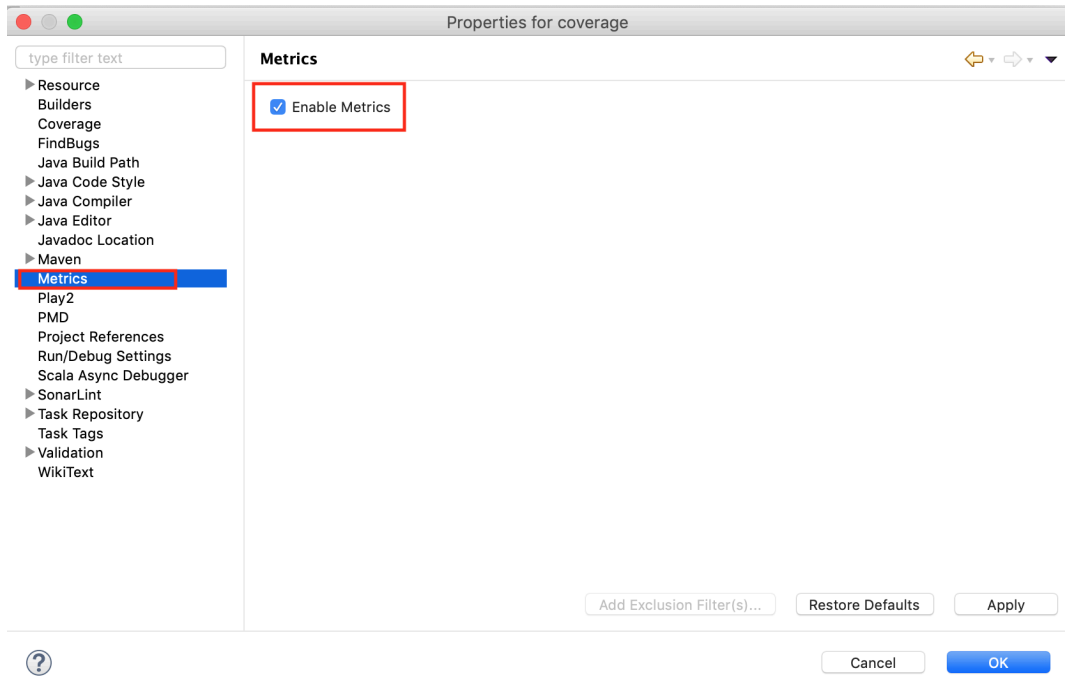 Properties for coverage
type filter text
Resource
Builders
Coverage
FindBugs
Java Build Path
Java Code Style
Java Compiler
Java Editor
Javadoc Location
Maven
Metrics
Play2
PMD
Project References
Run/Debug Settings
Scala Async Debugger
SonarLint
Task Repository
Task Tags
Validation
WikiText
Metrics
Enable Metrics
Add Exclusion Filter(s)...
Restore Defaults
Apply
?
Cancel
OK